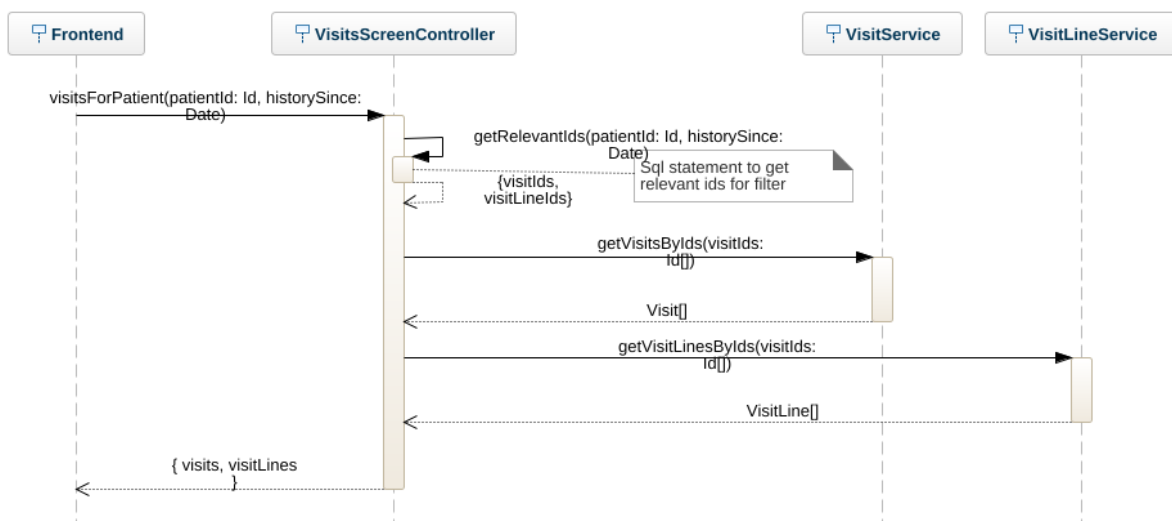 Frontend
VisitsScreenController
VisitService
VisitLineService
visitsForPatient(patientId: Id, historySince:
Date)
getRelevantIds(patientId: Id, historySince:
Date)
Sql statement to get
relevant ids for filter
{visitIds,
visitLineIds}
getVisitsByIds(visitIds:
Id[])
Visit[]
getVisitLinesByIds(visitIds:
Id[])
VisitLine[]
{ visits, visitLines
}